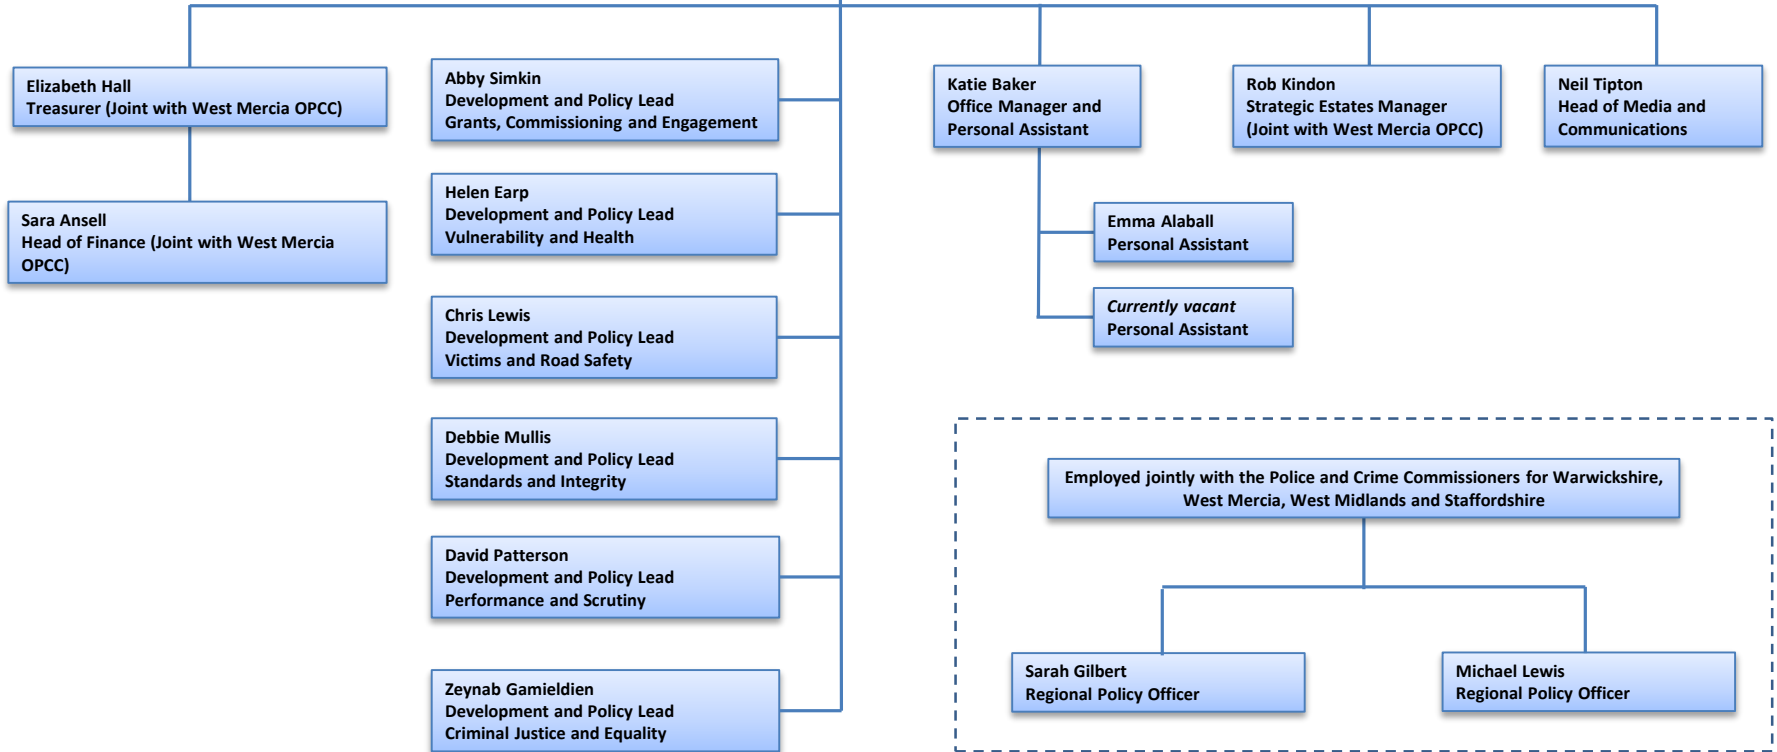 Elizabeth Hall
Treasurer (Joint with West Mercia OPCC)
Sara Ansell
Head of Finance (Joint with West Mercia
OPCC)
Abby Simkin
Development and Policy Lead
Grants, Commissioning and Engagement
Helen Earp
Development and Policy Lead
Vulnerability and Health
Chris Lewis
Development and Policy Lead
Victims and Road Safety
Debbie Mullis
Development and Policy Lead
Standards and Integrity
David Patterson
Development and Policy Lead
Performance and Scrutiny
Zeynab Gamieldien
Development and Policy Lead
Criminal Justice and Equality
Katie Baker
Office Manager and
Personal Assistant
Emma Alaball
Personal Assistant
Currently vacant
Personal Assistant
Rob Kindon
Strategic Estates Manager
(Joint with West Mercia OPCC)
Neil Tipton
Head of Media and
Communications
Employed jointly with the Police and Crime Commissioners for Warwickshire,
West Mercia, West Midlands and Staffordshire
Sarah Gilbert
Regional Policy Officer
Michael Lewis
Regional Policy Officer